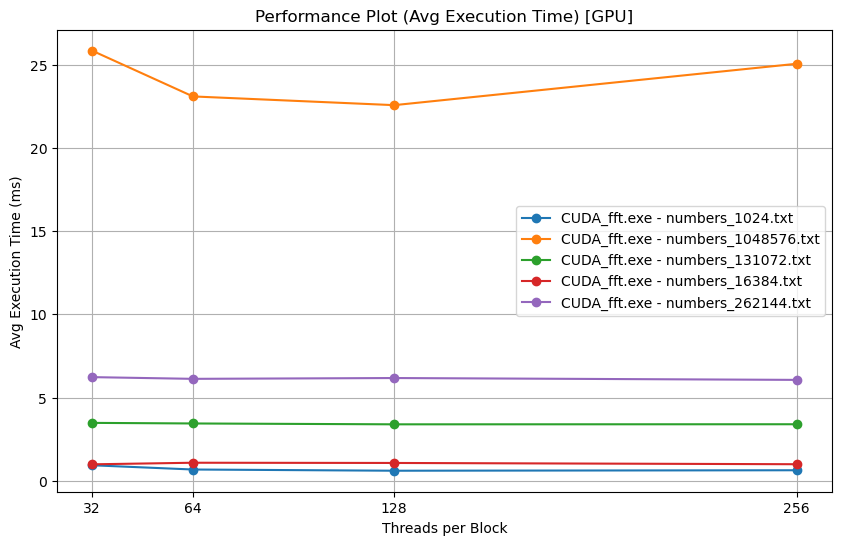 Performance Plot (Avg Execution Time) [GPU]
Avg Execution Time (ms)
25
20
15
10
5
0
CUDA_fft.exe - numbers_1024.txt
CUDA_fft.exe - numbers_1048576.txt
CUDA_fft.exe - numbers_131072.txt
CUDA_fft.exe - numbers_16384.txt
CUDA_fft.exe - numbers_262144.txt
32 64 128 256
Threads per Block